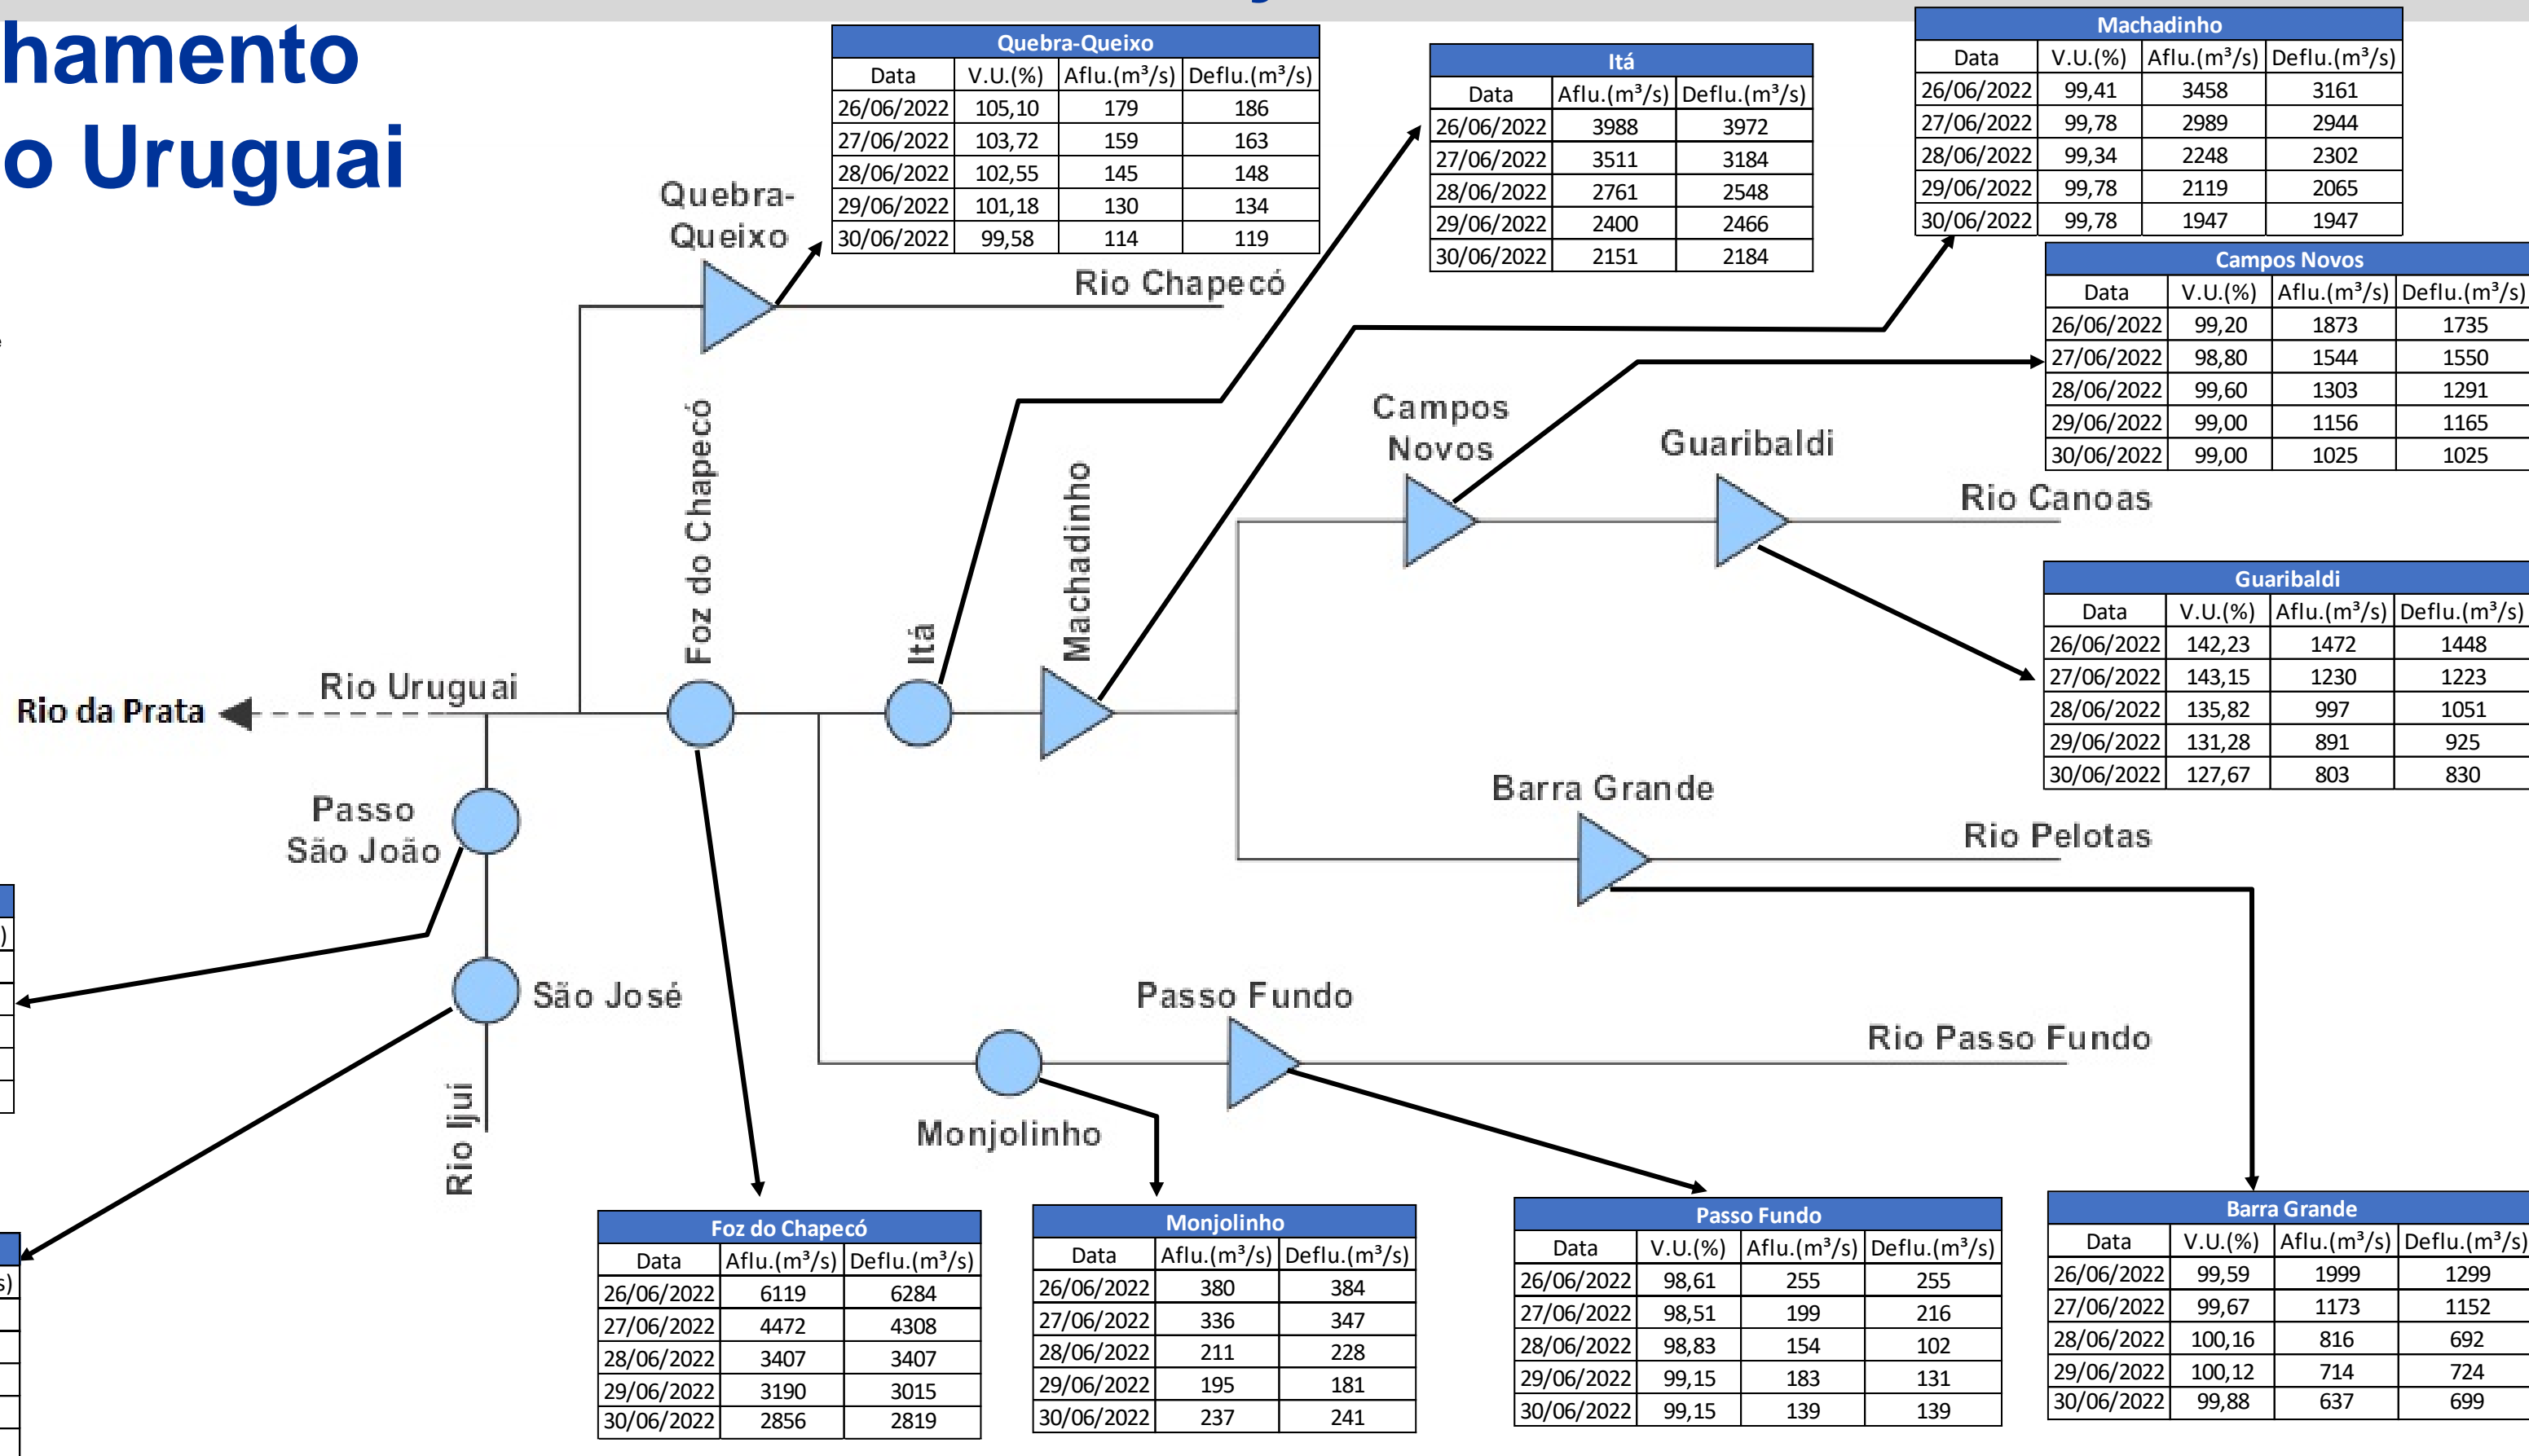 hamento
o Uruguai
Quebra-Queixo
Data V.U.(%) Aflu.(m³/s) Deflu.(m³/s)
26/06/2022 105,10 179 186
27/06/2022 103,72 159 163
28/06/2022 102,55 145 148
29/06/2022 101,18 130 134
30/06/2022 99,58 114 119
Itá
Data Aflu.(m³/s) Deflu.(m³/s)
26/06/2022 3988 3972
27/06/2022 3511 3184
28/06/2022 2761 2548
29/06/2022 2400 2466
30/06/2022 2151 2184
Machadinho
Data V.U.(%) Aflu.(m³/s) Deflu.(m³/s)
26/06/2022 99,41 3458 3161
27/06/2022 99,78 2989 2944
28/06/2022 99,34 2248 2302
29/06/2022 99,78 2119 2065
30/06/2022 99,78 1947 1947
Campos Novos
Data V.U.(%) Aflu.(m³/s) Deflu.(m³/s)
26/06/2022 99,20 1873 1735
27/06/2022 98,80 1544 1550
28/06/2022 99,60 1303 1291
29/06/2022 99,00 1156 1165
30/06/2022 99,00 1025 1025
Quebra-
Queixo
Rio Chapecó
Foz do Chapecó
Itá
Machadinho
Campos
Novos
Guaribaldi
Rio Canoas
Guaribaldi
Data V.U.(%) Aflu.(m³/s) Deflu.(m³/s)
26/06/2022 142,23 1472 1448
27/06/2022 143,15 1230 1223
28/06/2022 135,82 997 1051
29/06/2022 131,28 891 925
30/06/2022 127,67 803 830
Rio da Prata
Rio Uruguai
Passo
São João
São José
Rio Ijuí
Barra Grande
Rio Pelotas
Passo Fundo
Rio Passo Fundo
Monjolinho
)
s)
Foz do Chapecó
Data Aflu.(m³/s) Deflu.(m³/s)
26/06/2022 6119 6284
27/06/2022 4472 4308
28/06/2022 3407 3407
29/06/2022 3190 3015
30/06/2022 2856 2819
Monjolinho
Data Aflu.(m³/s) Deflu.(m³/s)
26/06/2022 380 384
27/06/2022 336 347
28/06/2022 211 228
29/06/2022 195 181
30/06/2022 237 241
Passo Fundo
Data V.U.(%) Aflu.(m³/s) Deflu.(m³/s)
26/06/2022 98,61 255 255
27/06/2022 98,51 199 216
28/06/2022 98,83 154 102
29/06/2022 99,15 183 131
30/06/2022 99,15 139 139
Barra Grande
Data V.U.(%) Aflu.(m³/s) Deflu.(m³/s)
26/06/2022 99,59 1999 1299
27/06/2022 99,67 1173 1152
28/06/2022 100,16 816 692
29/06/2022 100,12 714 724
30/06/2022 99,88 637 699